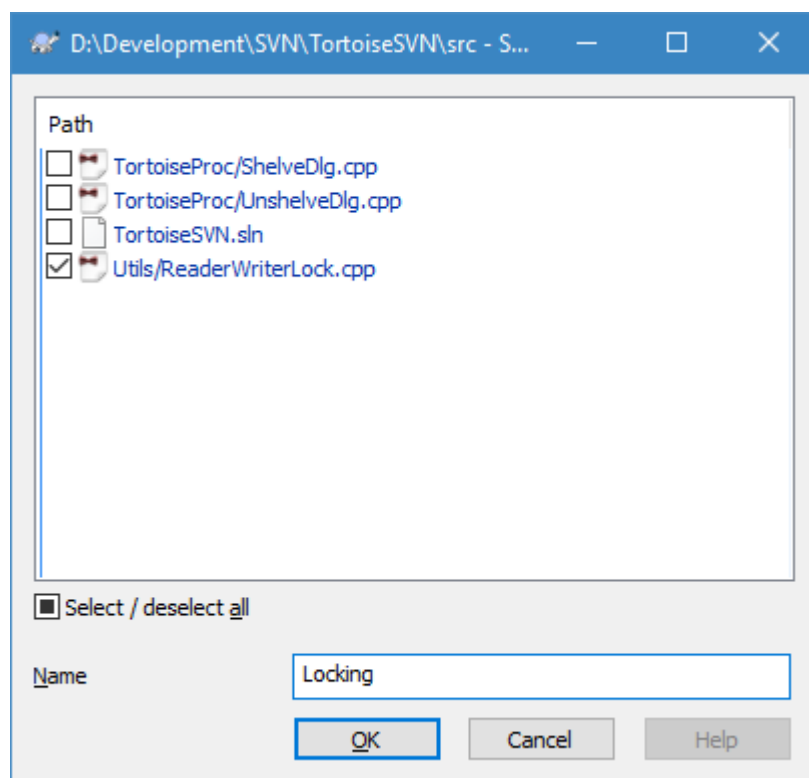 D:\Development\SVN\TortoiseSVN\src - S...
Path
TortoiseProc/ShelveDlg.cpp
TortoiseProc/UnshelveDlg.cpp
TortoiseSVN.sln
Utils/ReaderWriterLock.cpp
Select / deselect all
Name Locking
OK Cancel Help